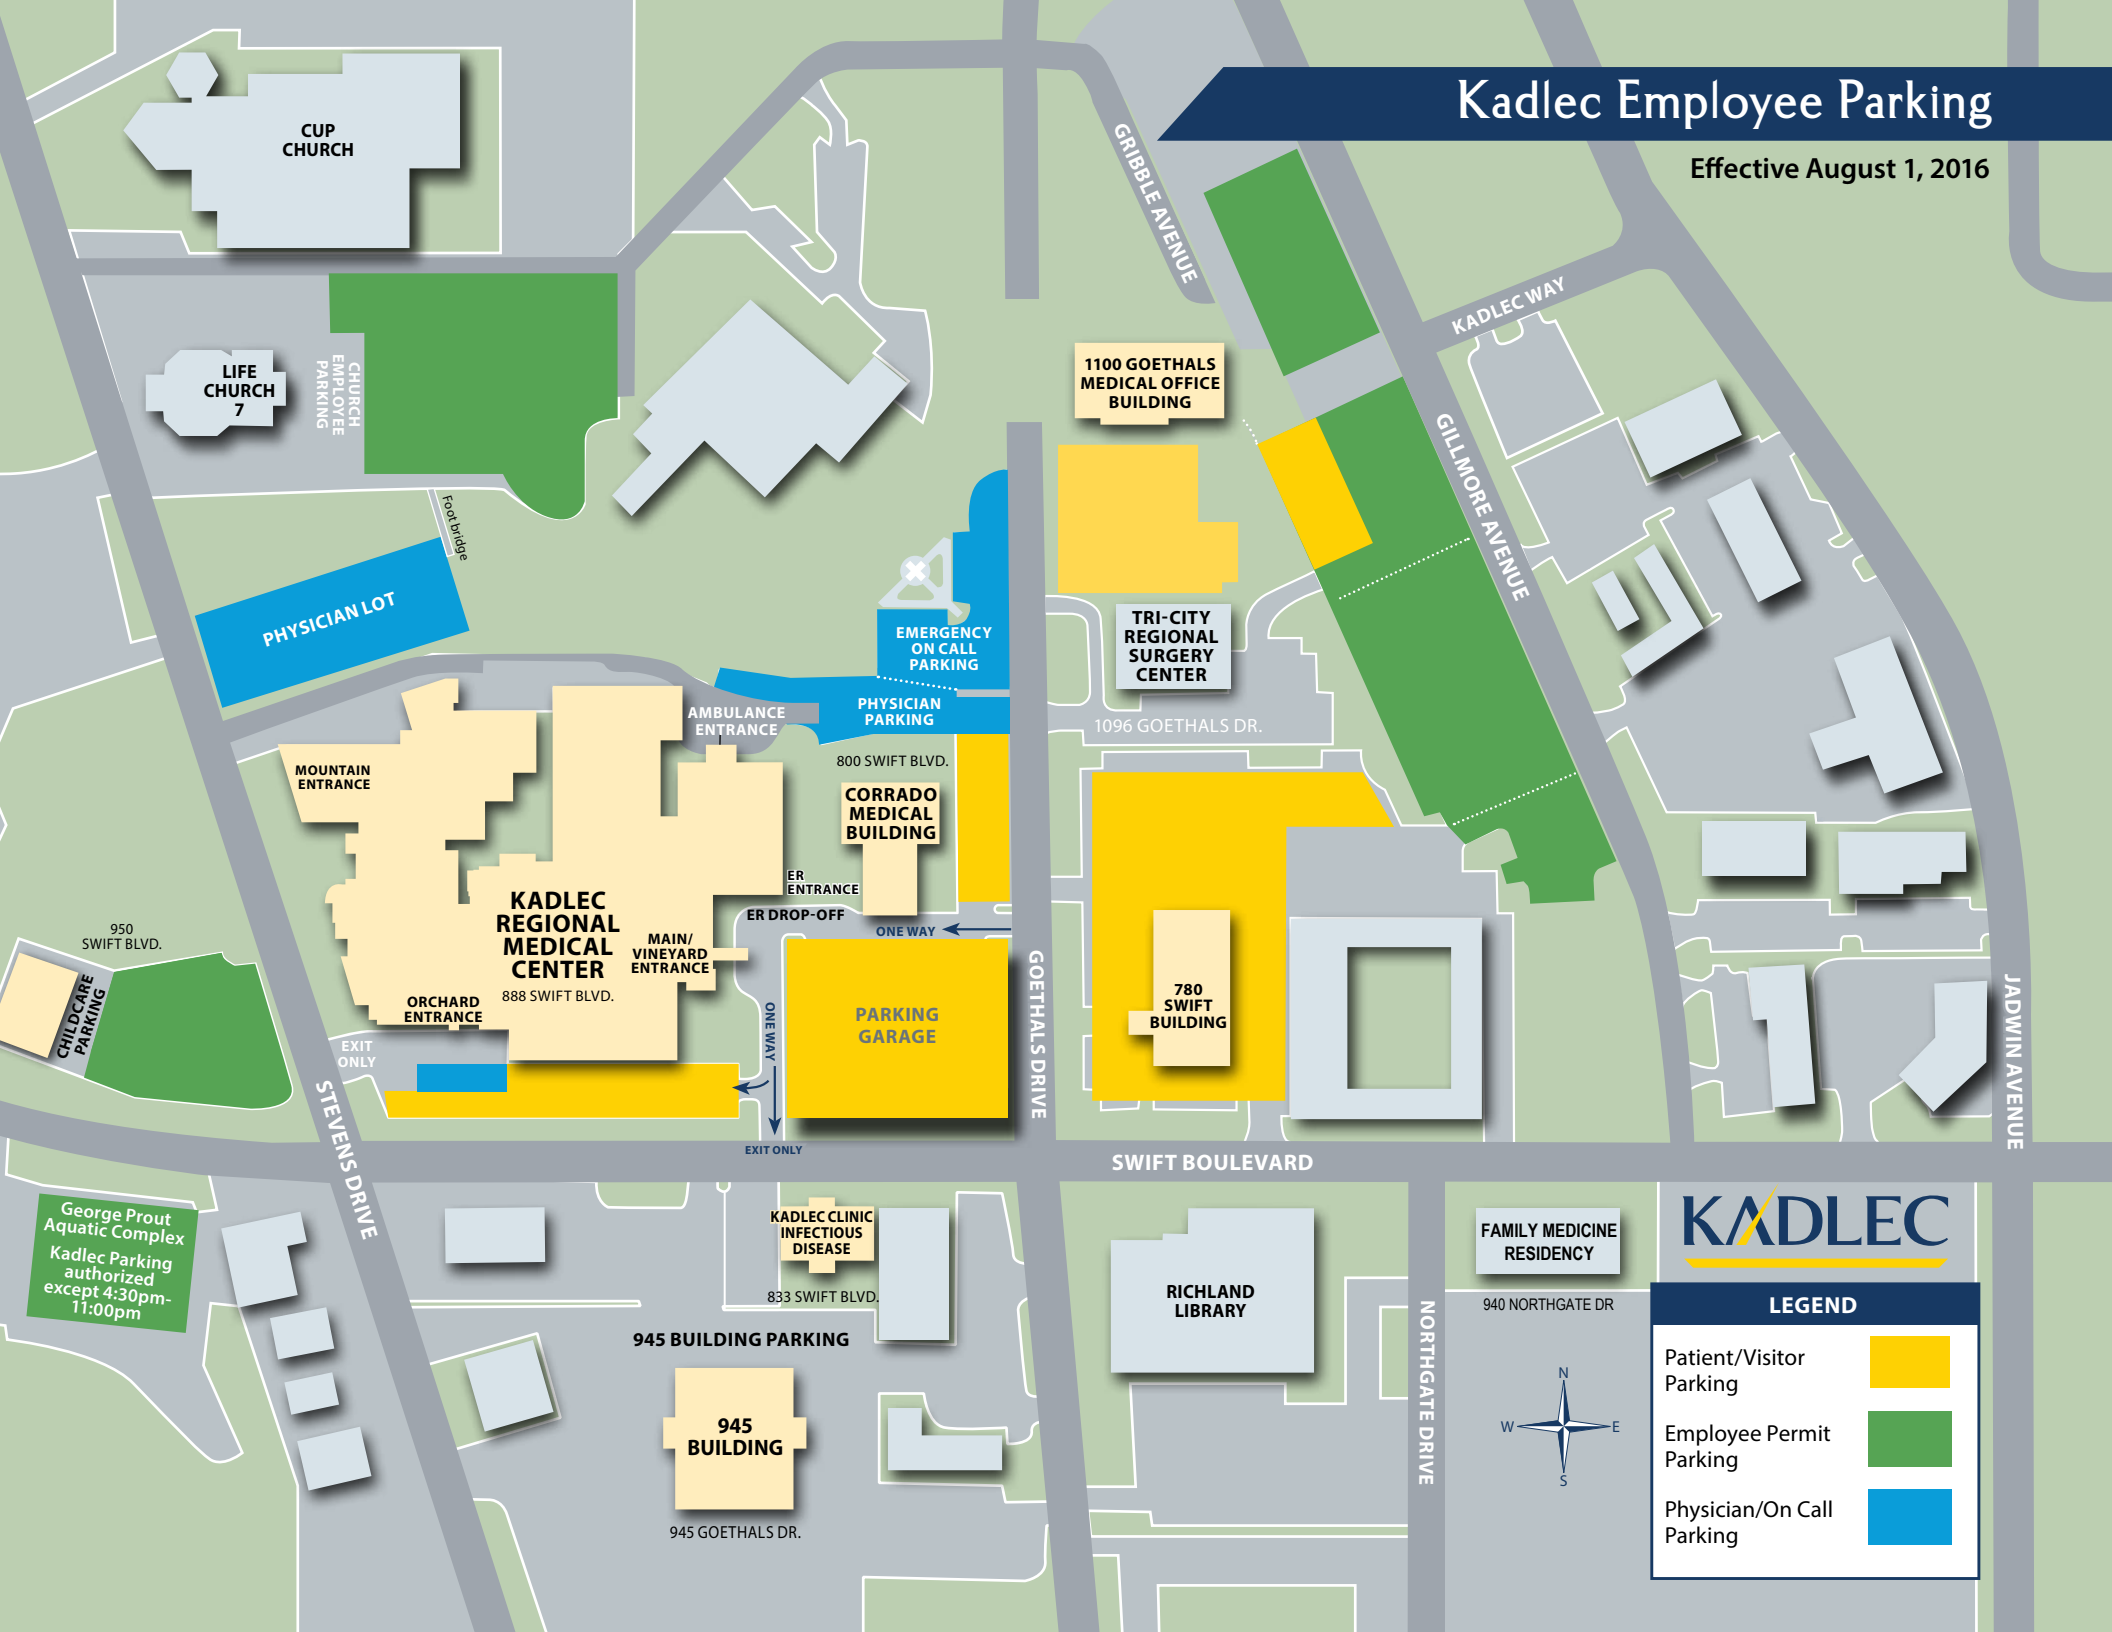 Kadlec Employee Parking
Effective August 1, 2016
CUP
CHURCH
GRIBBLE AVENUE
KADLEC WAY
LIFE
CHURCH
7
CHURCH
EMPLOYEE
PARKING
1100 GOETHALS
MEDICAL OFFICE
BUILDING
GILLMORE AVENUE
Foot bridge
PHYSICIAN LOT
EMERGENCY
ON CALL
PARKING
TRI-CITY
REGIONAL
SURGERY
CENTER
PHYSICIAN
PARKING
AMBULANCE
ENTRANCE
1096 GOETHALS DR.
800 SWIFT BLVD.
MOUNTAIN
ENTRANCE
CORRADO
MEDICAL
BUILDING
ER
ENTRANCE
ER DROP-OFF
ONE WAY
KADLEC
REGIONAL
MEDICAL
CENTER
888 SWIFT BLVD.
MAIN/
VINEYARD
ENTRANCE
950
SWIFT BLVD.
CHILDCARE
PARKING
ORCHARD
ENTRANCE
EXIT
ONLY
ONE WAY
PARKING
GARAGE
GOETHALS DRIVE
780
SWIFT
BUILDING
JADWIN AVENUE
STEVENS DRIVE
EXIT ONLY
SWIFT BOULEVARD
George Prout
Aquatic Complex
Kadlec Parking
authorized
except 4:30pm-
11:00pm
KADLEC CLINIC
INFECTIOUS
DISEASE
833 SWIFT BLVD.
945 BUILDING PARKING
945
BUILDING
945 GOETHALS DR.
RICHLAND
LIBRARY
NORTHGATE DRIVE
FAMILY MEDICINE
RESIDENCY
940 NORTHGATE DR
N
W
E
S
KADLEC
LEGEND
Patient/Visitor
Parking
Employee Permit
Parking
Physician/On Call
Parking